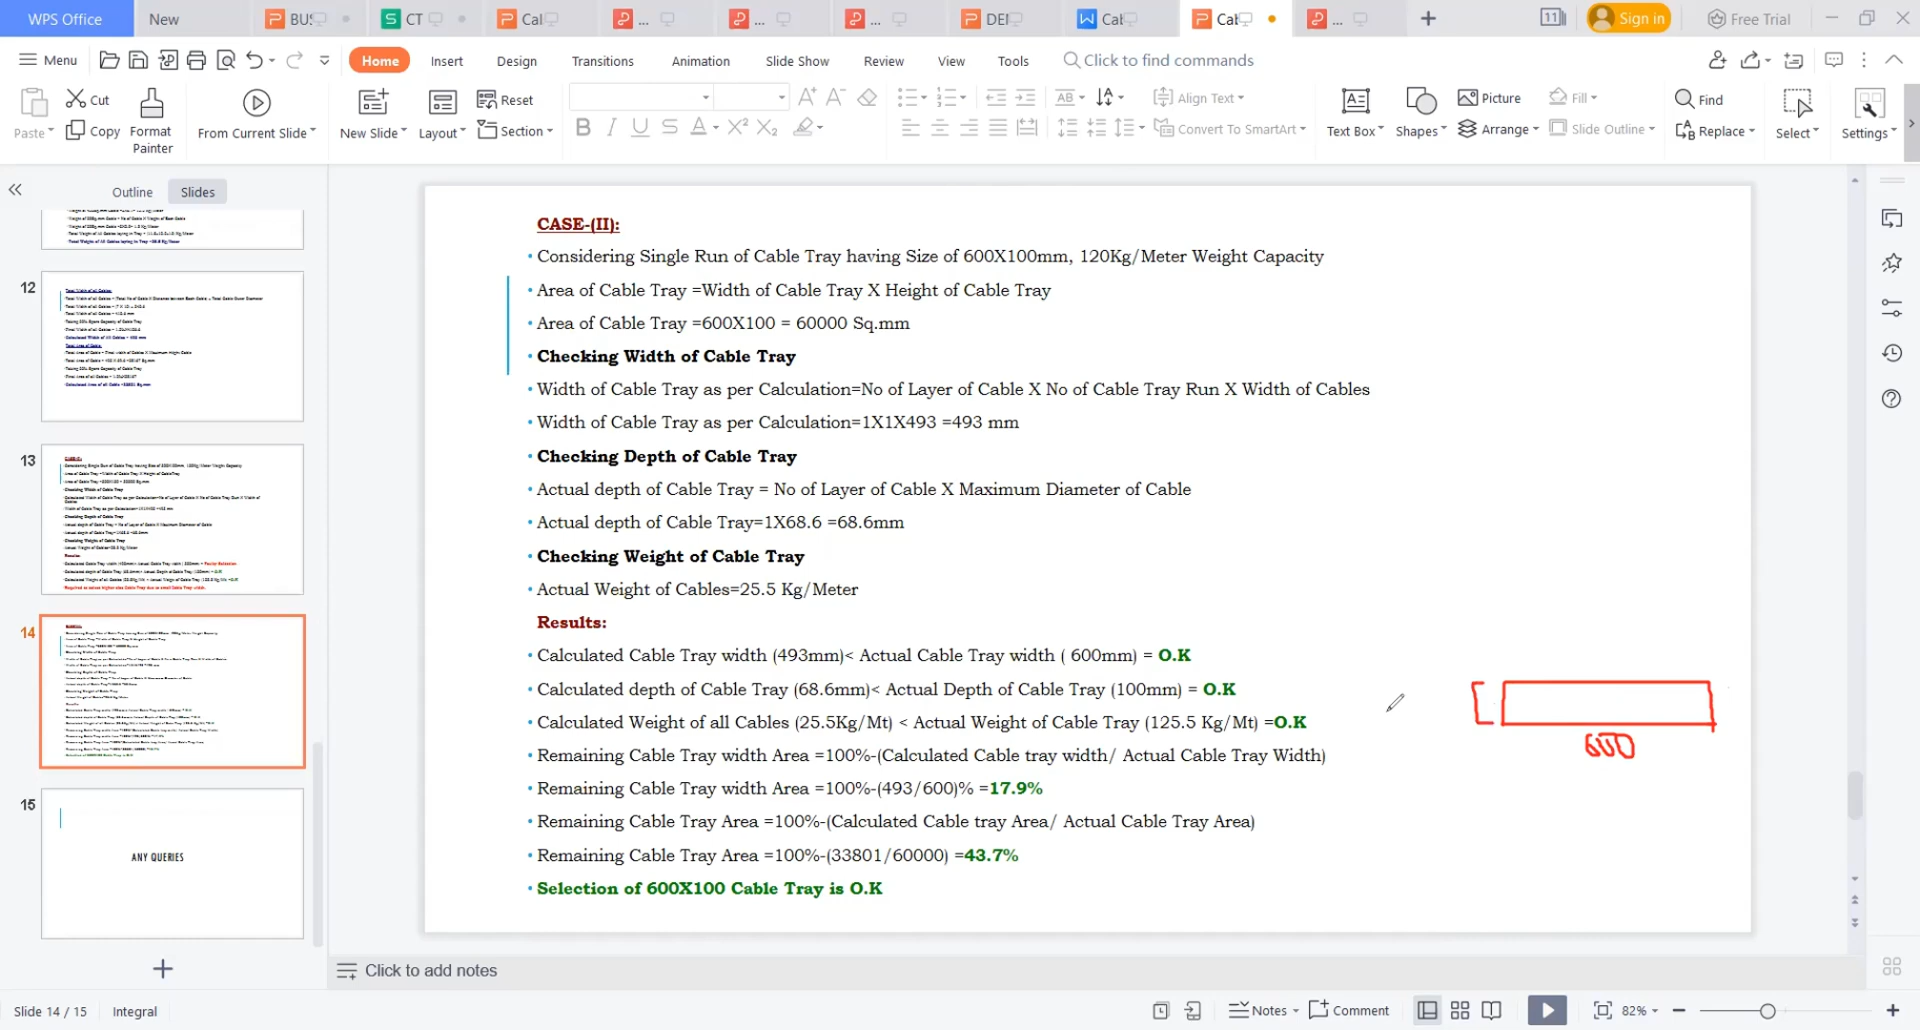 WPS Office
New
BUS
CT
Cal
...
...
...
DEI
Cal
Cab
...
11
Sign in
Free Trial
Menu
Home
Insert
Design
Transitions
Animation
Slide Show
Review
View
Tools
Click to find commands
Paste
Cut
Copy
Format Painter
From Current Slide
New Slide
Layout
Reset
Section
Align Text
Convert To SmartArt
Text Box
Shapes
Picture
Arrange
Fill
Slide Outline
Find
Replace
Select
Settings
Outline
Slides
12
13
14
15
ANY QUERIES
CASE-(II):
• Considering Single Run of Cable Tray having Size of 600X100mm, 120Kg/Meter Weight Capacity
• Area of Cable Tray =Width of Cable Tray X Height of Cable Tray
• Area of Cable Tray =600X100 = 60000 Sq.mm
• Checking Width of Cable Tray
• Width of Cable Tray as per Calculation=No of Layer of Cable X No of Cable Tray Run X Width of Cables
• Width of Cable Tray as per Calculation=1X1X493 =493 mm
• Checking Depth of Cable Tray
• Actual depth of Cable Tray = No of Layer of Cable X Maximum Diameter of Cable
• Actual depth of Cable Tray=1X68.6 =68.6mm
• Checking Weight of Cable Tray
• Actual Weight of Cables=25.5 Kg/Meter
Results:
• Calculated Cable Tray width (493mm)< Actual Cable Tray width ( 600mm) = O.K
• Calculated depth of Cable Tray (68.6mm)< Actual Depth of Cable Tray (100mm) = O.K
• Calculated Weight of all Cables (25.5Kg/Mt) < Actual Weight of Cable Tray (125.5 Kg/Mt) =O.K
• Remaining Cable Tray width Area =100%-(Calculated Cable tray width/ Actual Cable Tray Width)
• Remaining Cable Tray width Area =100%-(493/600)% =17.9%
• Remaining Cable Tray Area =100%-(Calculated Cable tray Area/ Actual Cable Tray Area)
• Remaining Cable Tray Area =100%-(33801/60000) =43.7%
• Selection of 600X100 Cable Tray is O.K
600
Click to add notes
Slide 14 / 15
Integral
Notes
Comment
82%